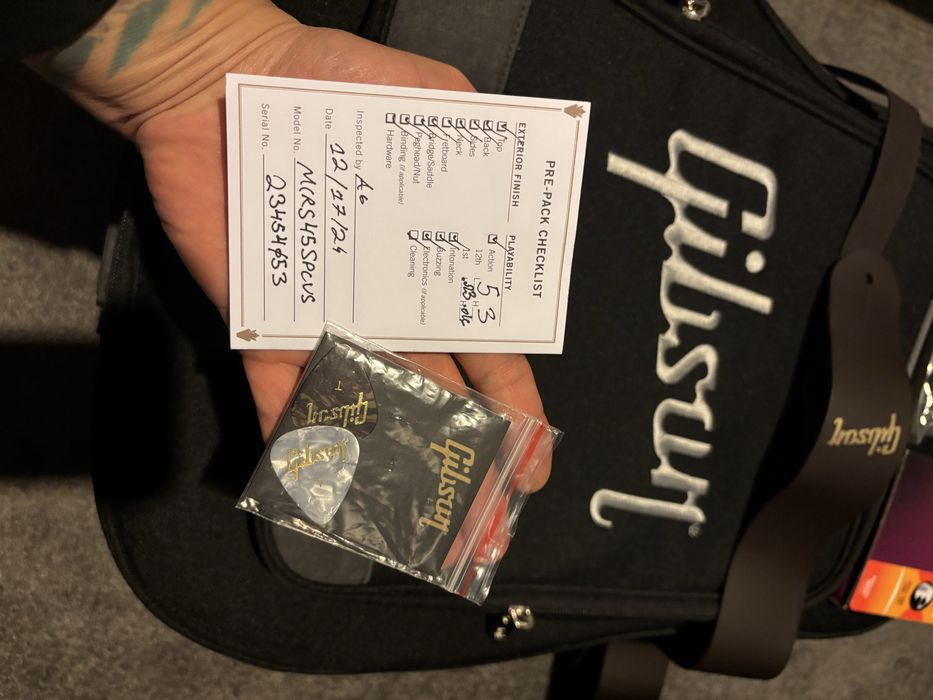 PRE-PACK CHECKLIST
EXTERIOR FINISH
Top
Back
Sides
Neck
Fretboard
Bridge/Saddle
Peghead/Nut
Binding (if applicable)
Hardware
PLAYABILITY
Action
12th L 5 H 3
1st
Intonation
Buzzing
Electronics (if applicable)
Cleaning
Inspected by AG
Date 12/17/24
Model No. MCRS45SPCVS
Serial No. 23454053
Gibson
Gibson
T
Gibson
Gibson
Gibson